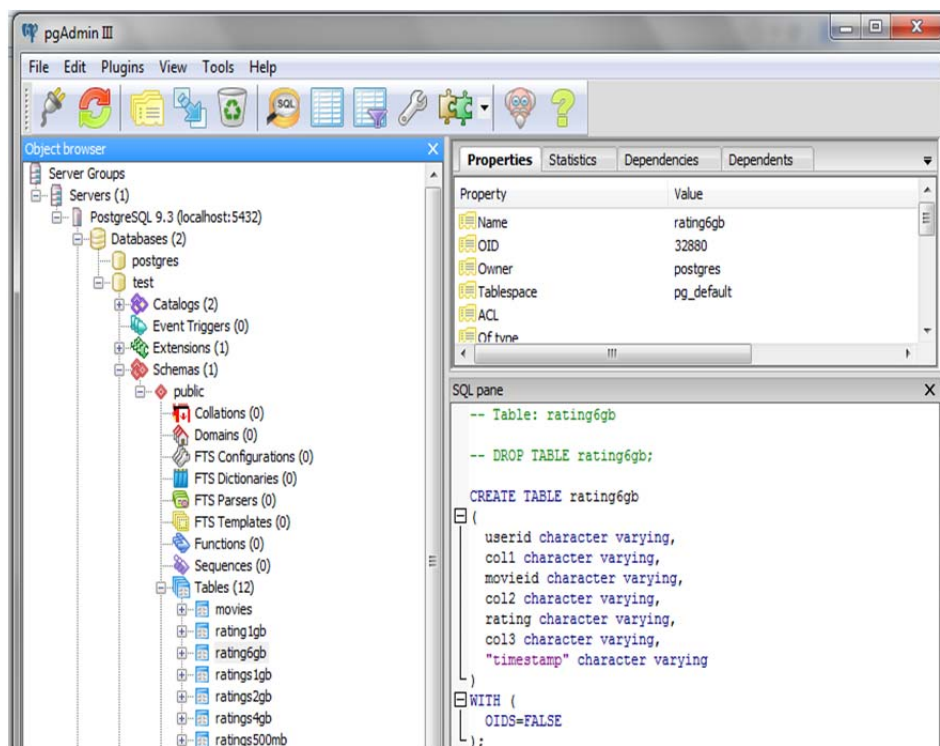 pgAdmin III
File Edit Plugins View Tools Help
SQL
Object browser
Server Groups
Servers (1)
PostgreSQL 9.3 (localhost:5432)
Databases (2)
postgres
test
Catalogs (2)
Event Triggers (0)
Extensions (1)
Schemas (1)
public
Collations (0)
Domains (0)
FTS Configurations (0)
FTS Dictionaries (0)
FTS Parsers (0)
FTS Templates (0)
Functions (0)
Sequences (0)
Tables (12)
movies
rating1gb
rating6gb
ratings1gb
ratings2gb
ratings4gb
ratings500mb
Properties Statistics Dependencies Dependents
Property Value
Name rating6gb
OID 32880
Owner postgres
Tablespace pg_default
ACL
Of type
SQL pane
-- Table: rating6gb
-- DROP TABLE rating6gb;
CREATE TABLE rating6gb
(
userid character varying,
col1 character varying,
movieid character varying,
col2 character varying,
rating character varying,
col3 character varying,
"timestamp" character varying
)
WITH (
OIDS=FALSE
);